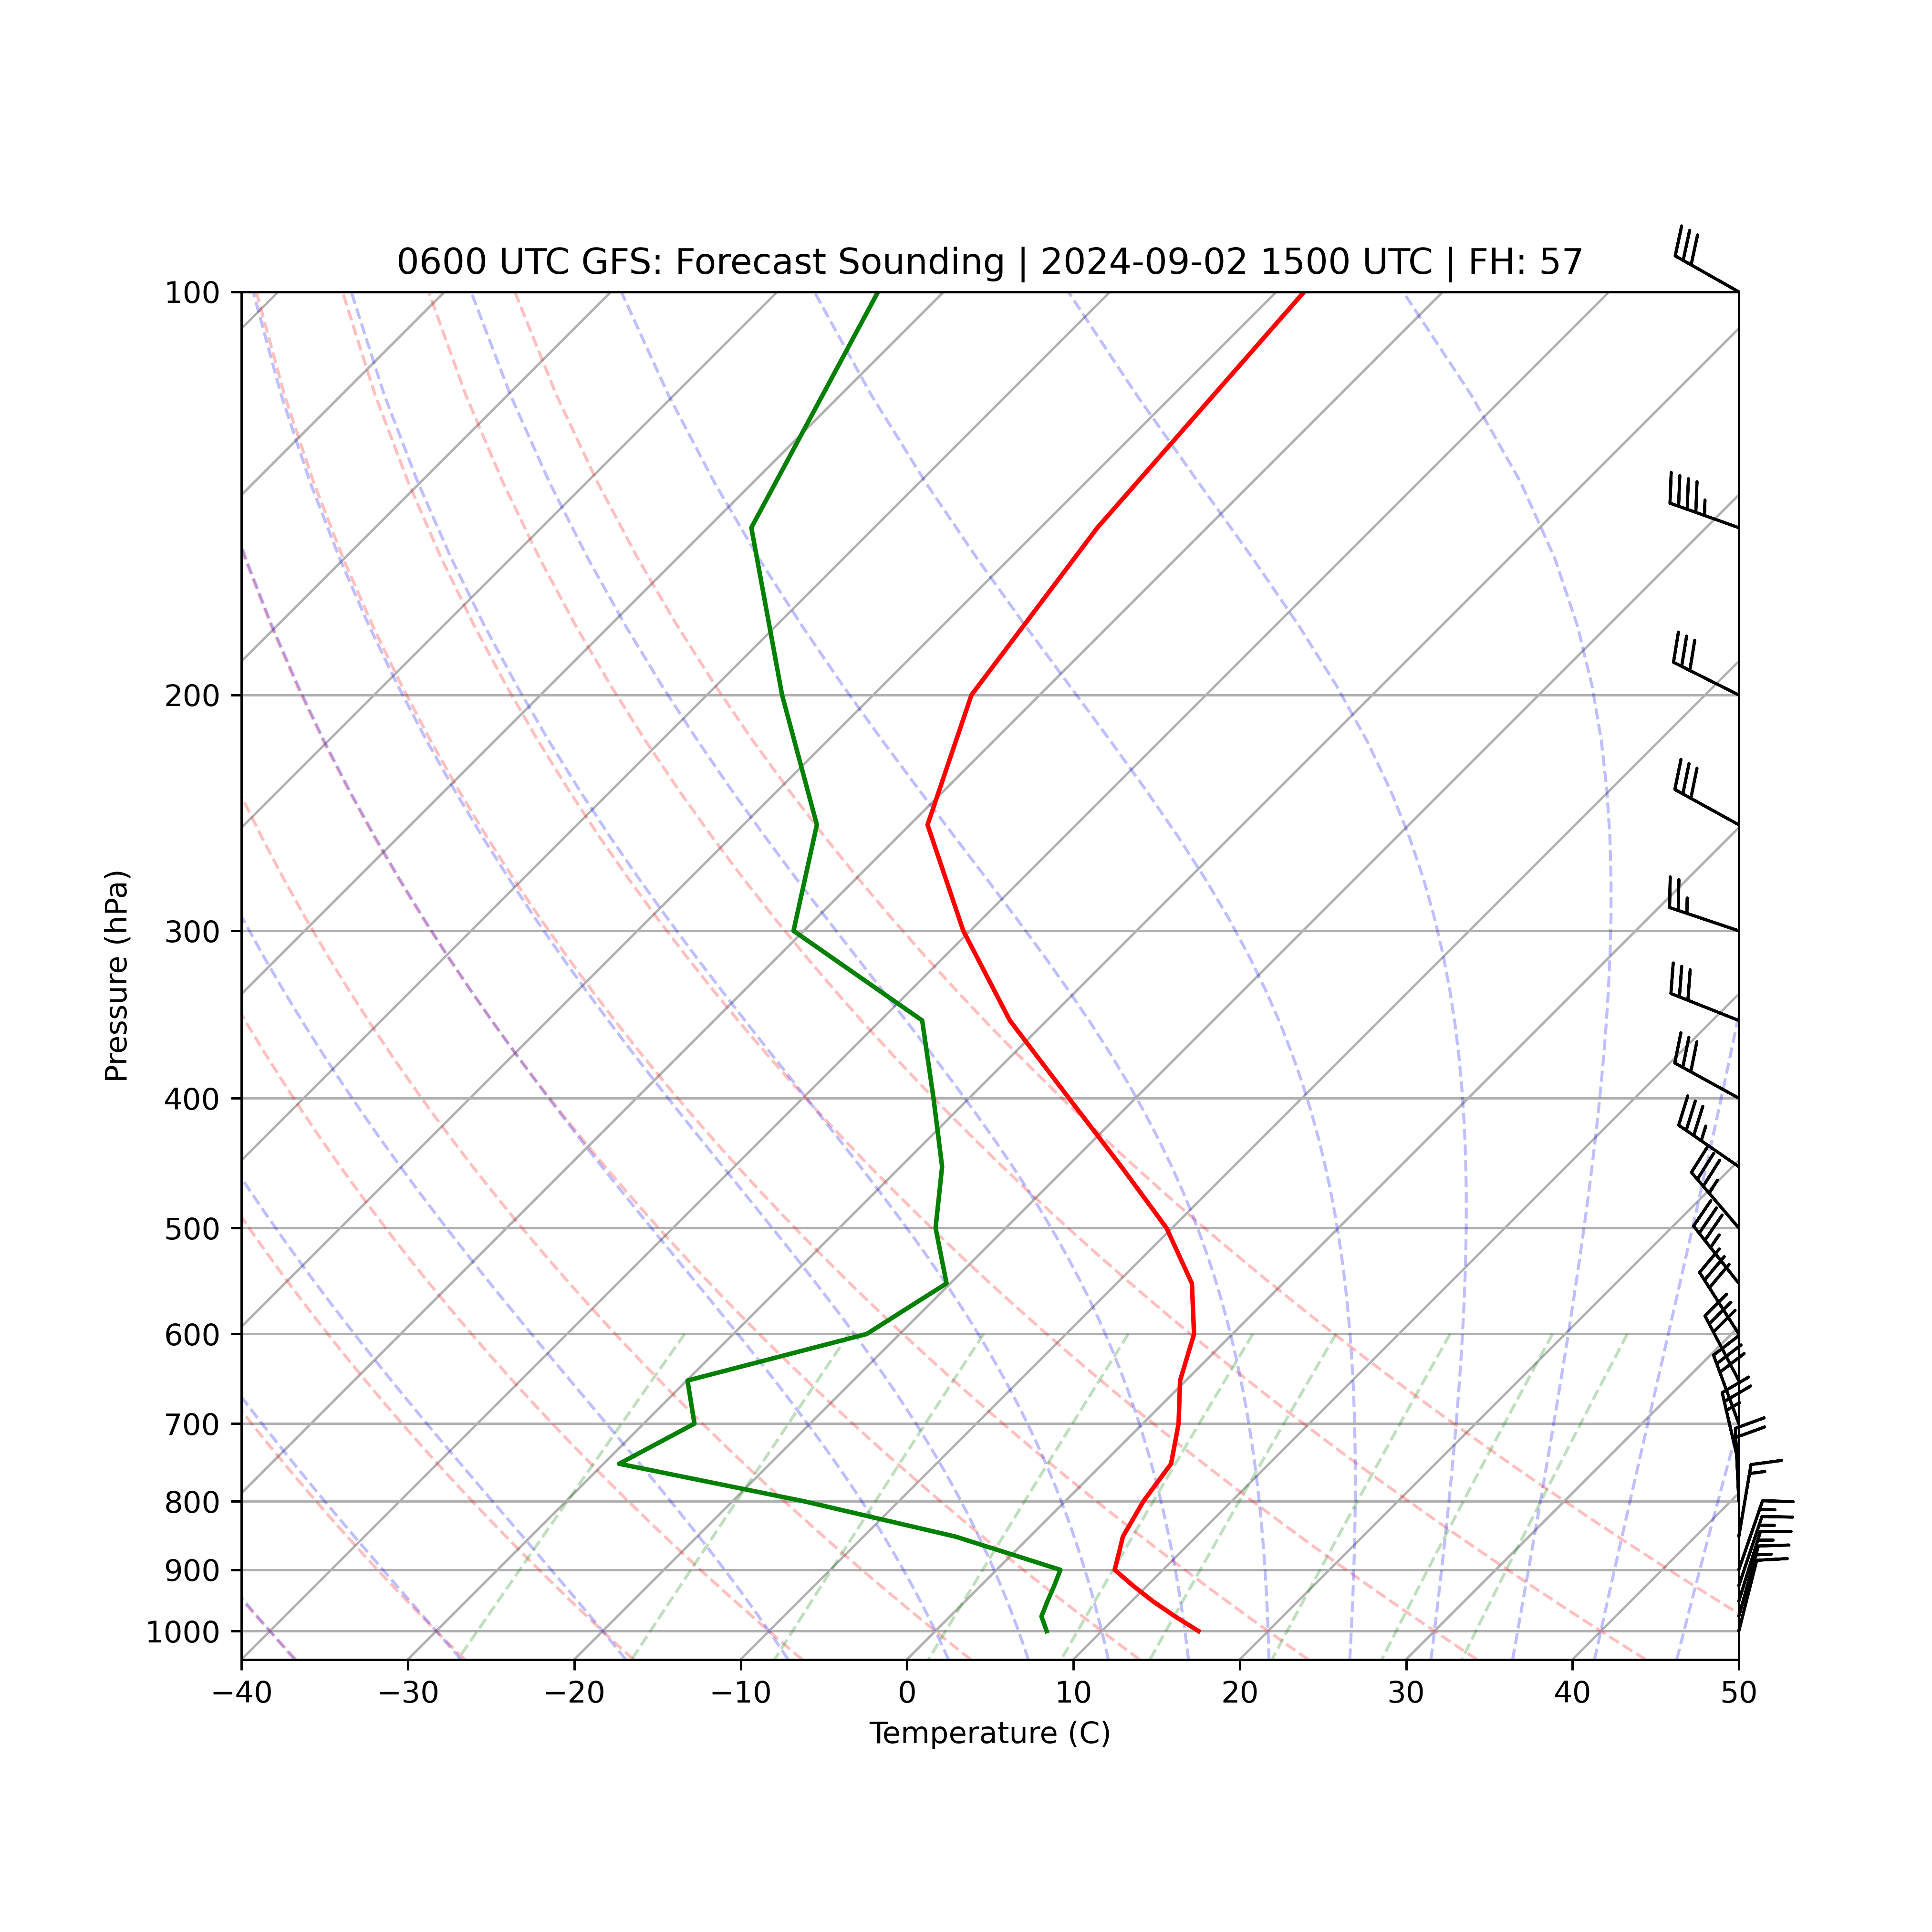 0600 UTC GFS: Forecast Sounding | 2024-09-02 1500 UTC | FH: 57
100
200
300
400
500
600
700
800
900
1000
Pressure (hPa)
−40 −30 −20 −10 0 10 20 30 40 50
Temperature (C)